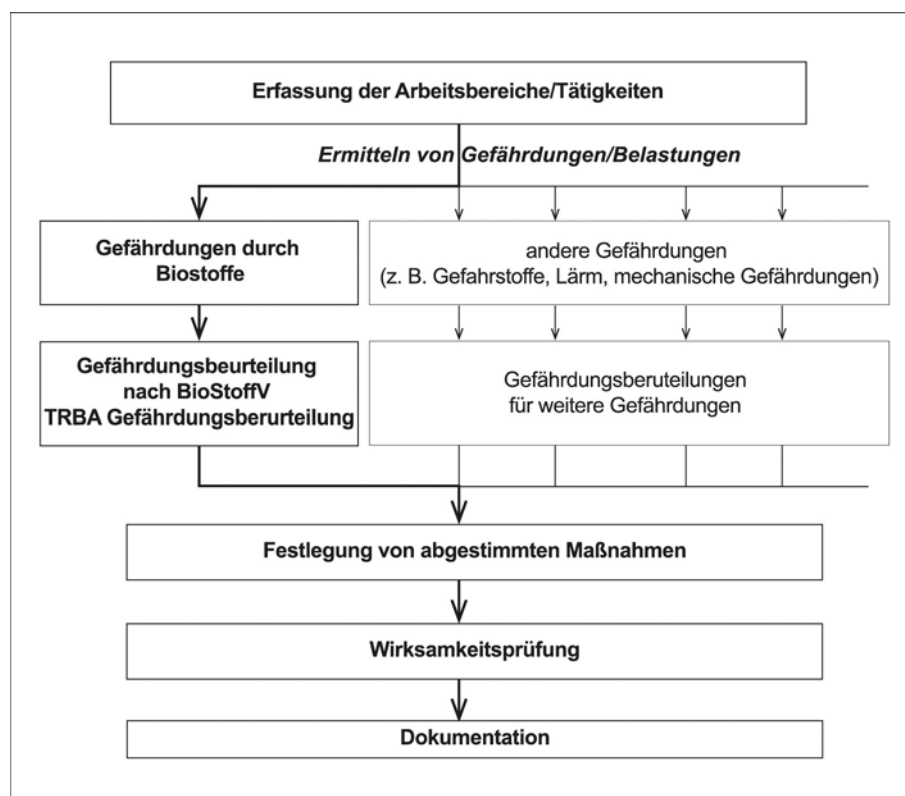 Erfassung der Arbeitsbereiche/Tätigkeiten
Ermitteln von Gefährdungen/Belastungen
Gefährdungen durch
Biostoffe
andere Gefährdungen
(z. B. Gefahrstoffe, Lärm, mechanische Gefährdungen)
Gefährdungsbeurteilung
nach BioStoffV
TRBA Gefährdungsberurteilung
Gefährdungsberuteilungen
für weitere Gefährdungen
Festlegung von abgestimmten Maßnahmen
Wirksamkeitsprüfung
Dokumentation